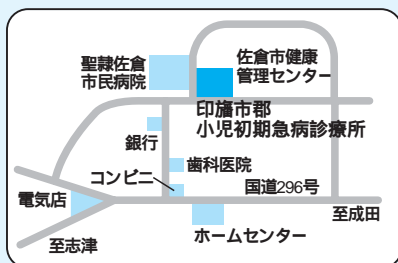 聖隷佐倉
市民病院
佐倉市健康
管理センター
印旛市郡
小児初期急病診療所
銀行
歯科医院
コンビニ
国道296号
電気店
至成田
ホームセンター
至志津